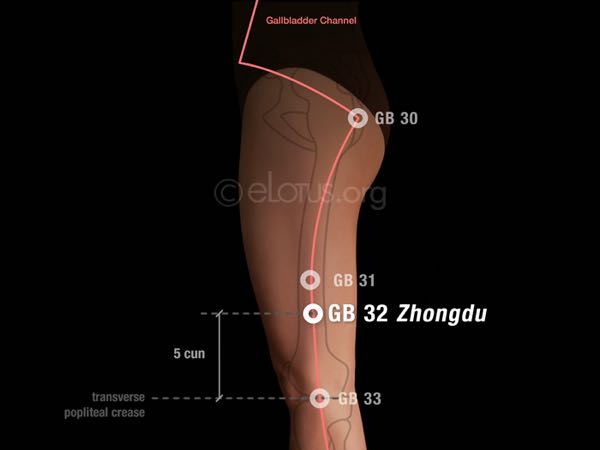 Gallbladder Channel
GB 30
© eLotus.org
GB 31
GB 32 Zhongdu
5 cun
transverse
popliteal crease
GB 33